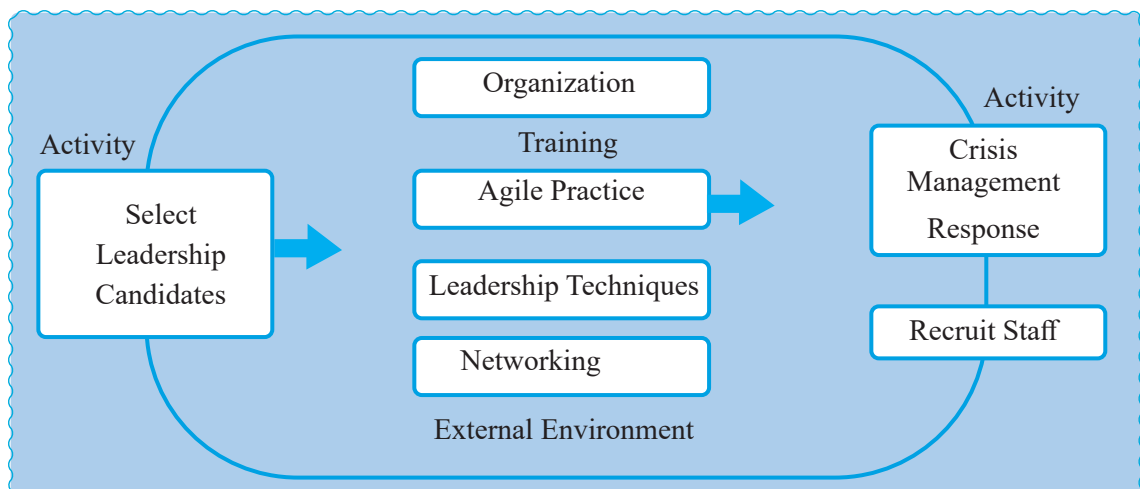 Activity
Select
Leadership
Candidates
Organization
Training
Agile Practice
Leadership Techniques
Networking
External Environment
Activity
Crisis
Management
Response
Recruit Staff